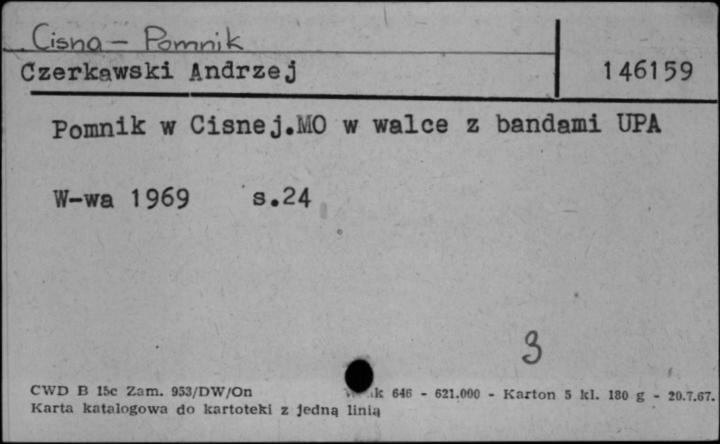 Cisna - Pomnik
Czerkawski Andrzej 146159
Pomnik w Cisnej.MO w walce z bandami UPA
W-wa 1969 s.24
3
CWD B 15c Zam. 953/DW/On 646 - 621.000 - Karton 5 kl. 180 g - 20.7.67.
Karta katalogowa do kartoteki z jedną linią